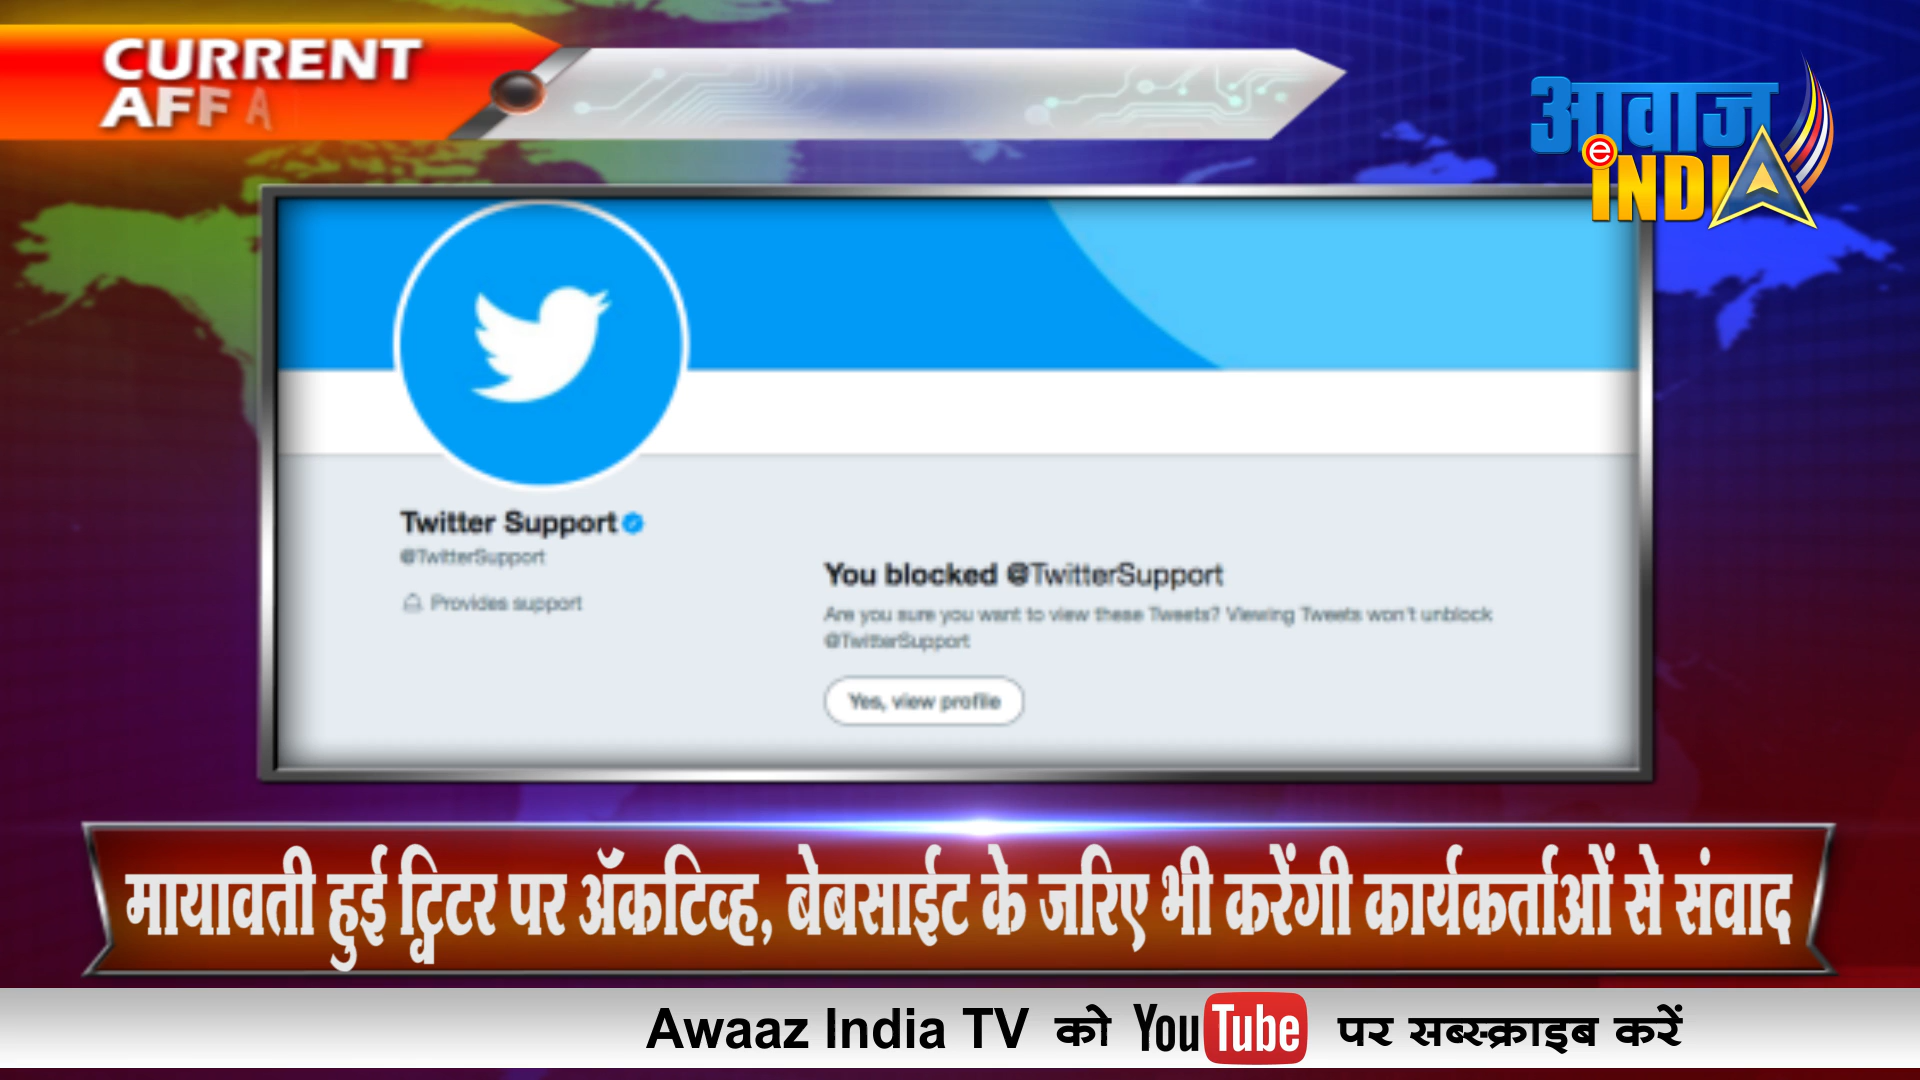 CURRENT
AFFA
आवाज
e INDIA
Twitter Support
@TwitterSupport
Provides support
You blocked @TwitterSupport
Are you sure you want to view these Tweets? Viewing Tweets won't unblock
@TwitterSupport
Yes, view profile
मायावती हुई ट्विटर पर ॲकटिव्ह, बेबसाईट के जरिए भी करेंगी कार्यकर्ताओं से संवाद
Awaaz India TV को YouTube पर सब्स्क्राइब करें